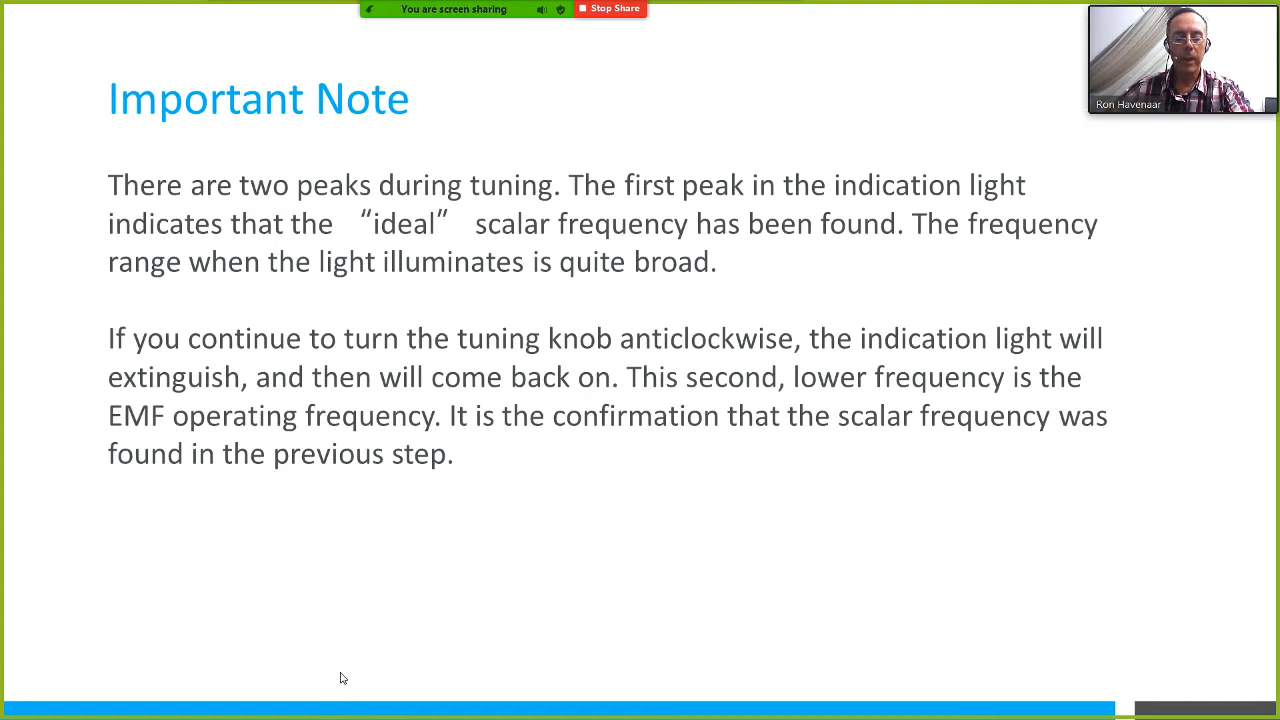 You are screen sharing
Stop Share
Ron Havenaar
Important Note
There are two peaks during tuning. The first peak in the indication light
indicates that the “ideal” scalar frequency has been found. The frequency
range when the light illuminates is quite broad.
If you continue to turn the tuning knob anticlockwise, the indication light will
extinguish, and then will come back on. This second, lower frequency is the
EMF operating frequency. It is the confirmation that the scalar frequency was
found in the previous step.